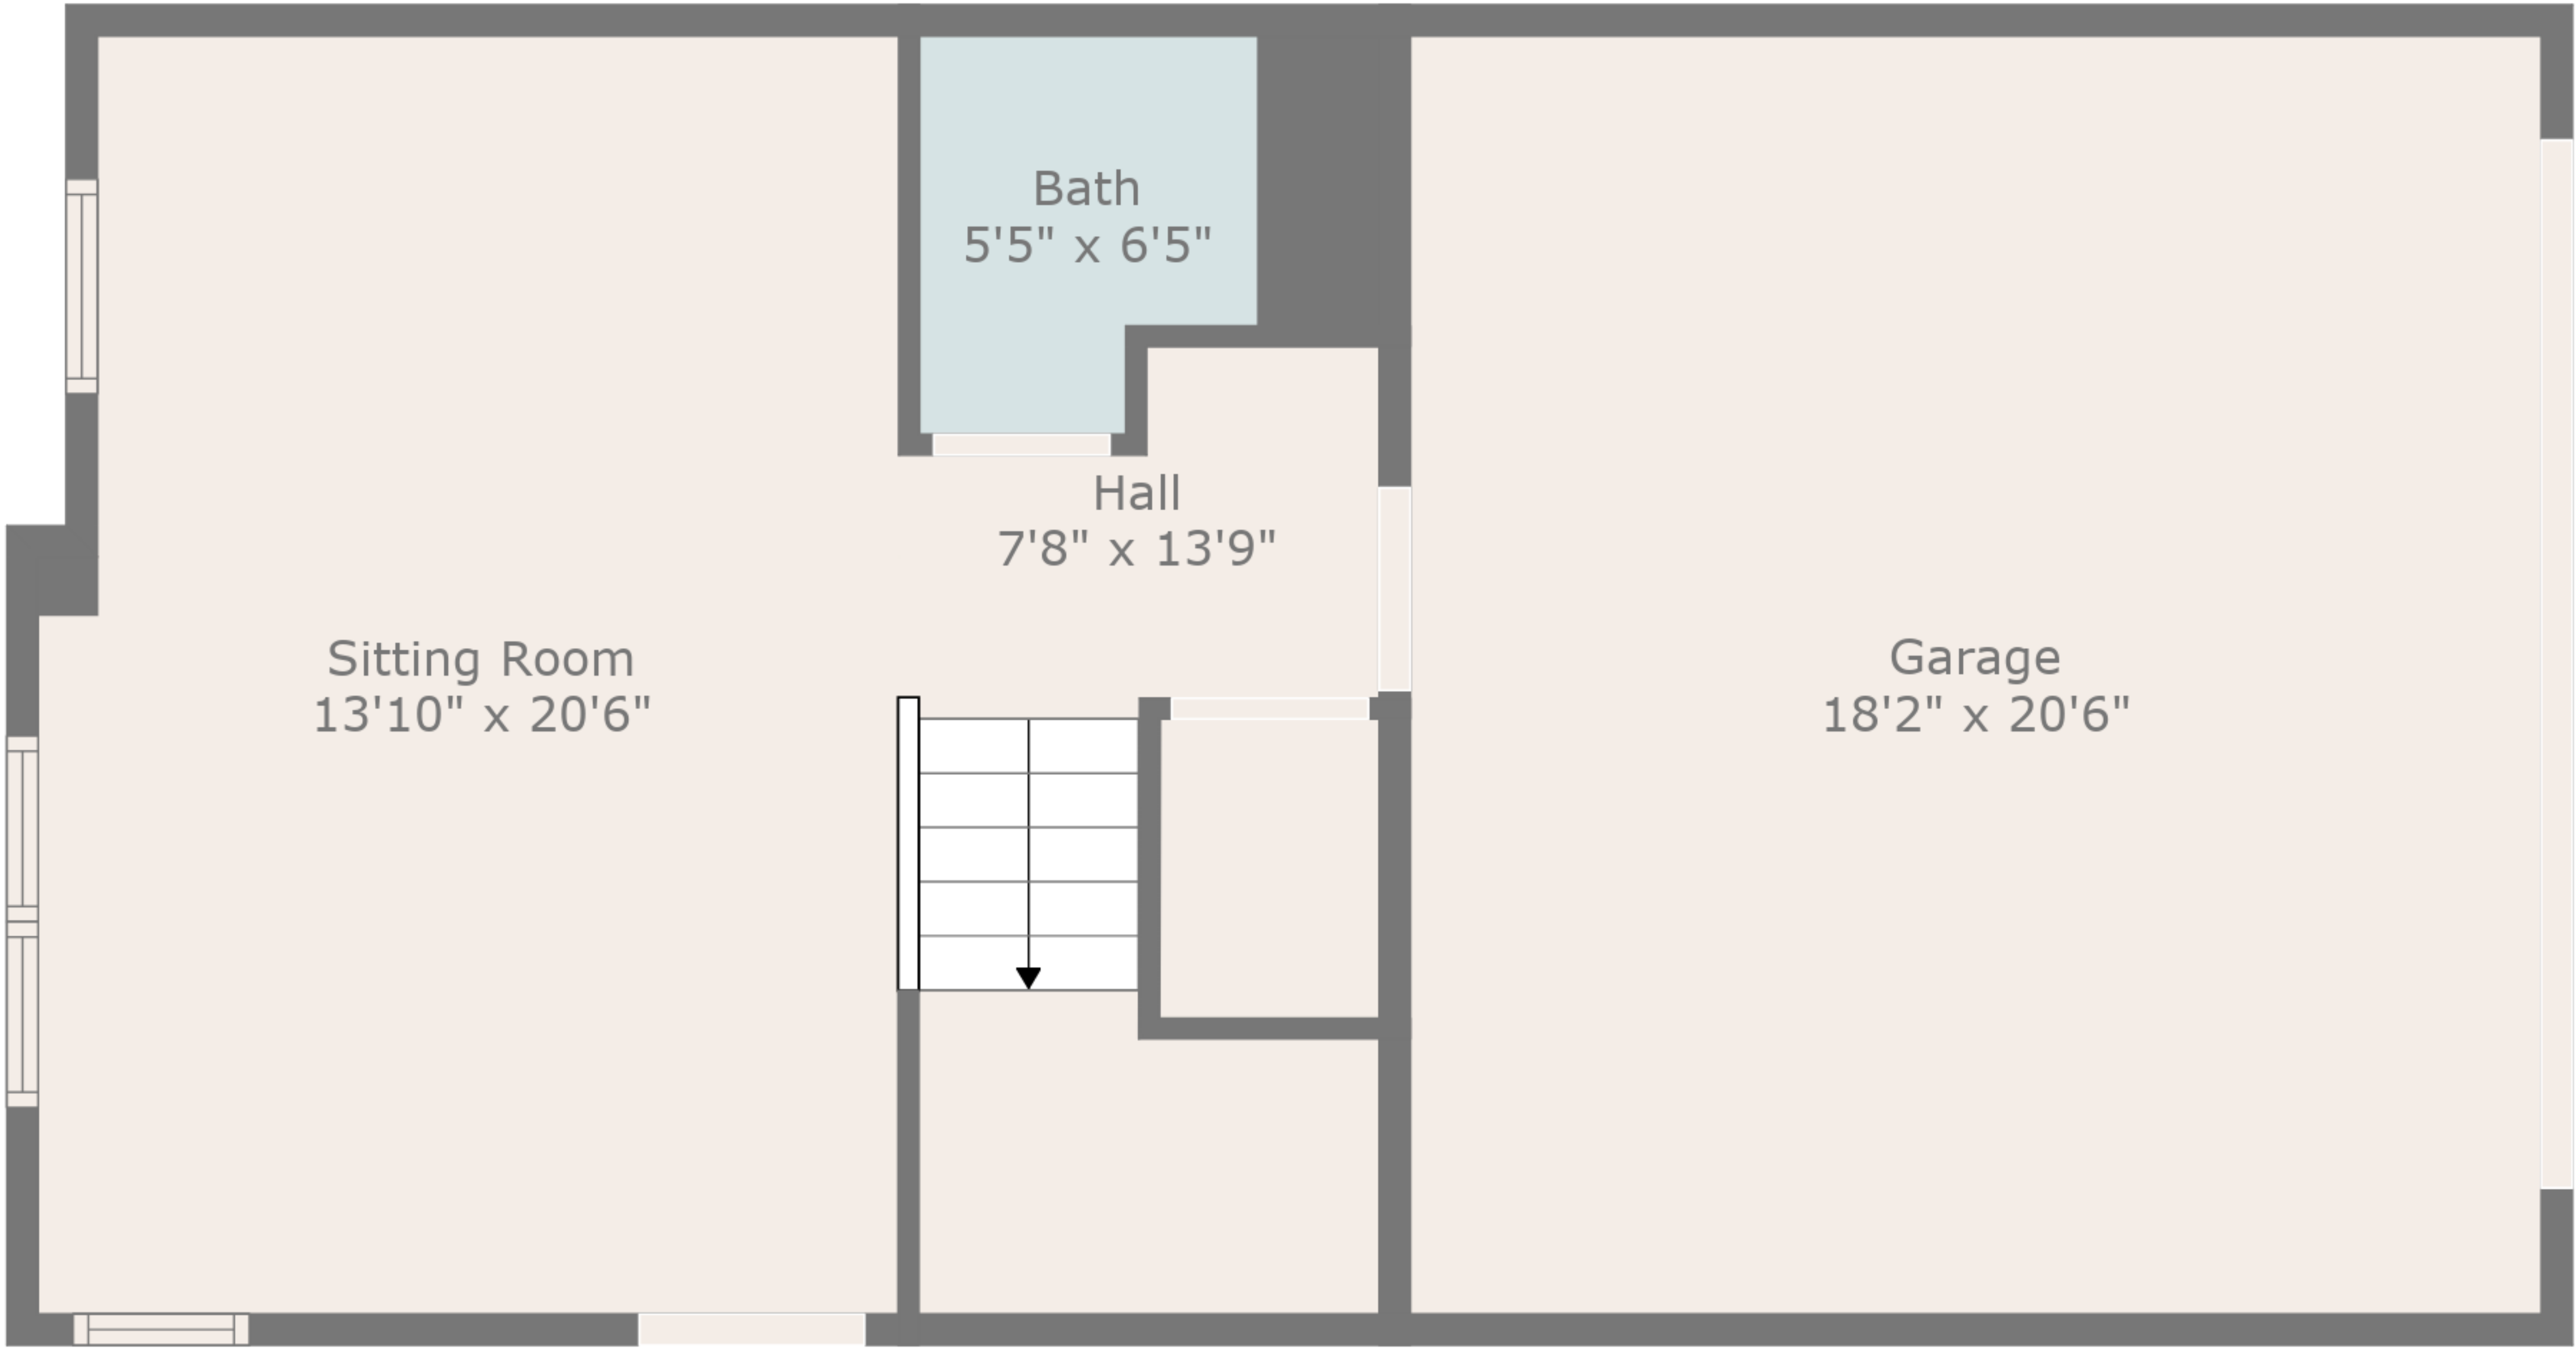 Bath
5'5" x 6'5"
Hall
7'8" x 13'9"
Sitting Room
13'10" x 20'6"
Garage
18'2" x 20'6"